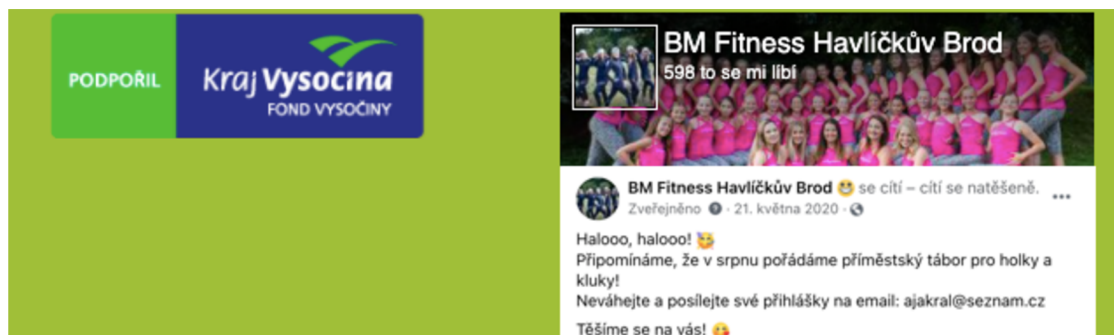 PODPOŘIL
Kraj Vysočina
FOND VYSOČINY
BM Fitness Havlíčkův Brod
598 to se mi líbí
BM Fitness Havlíčkův Brod 😀 se cítí – cítí se natěšeně.
Zveřejněno · 21. května 2020 ·
Halooo, halooo! 🥳
Připomínáme, že v srpnu pořádáme příměstský tábor pro holky a
kluky!
Neváhejte a posílejte své přihlášky na email: ajakral@seznam.cz
Těšíme se na vás! 😋